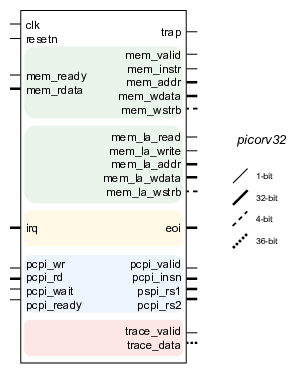 clk
resetn
trap
mem_ready
mem_rdata
mem_valid
mem_instr
mem_addr
mem_wdata
mem_wstrb
mem_la_read
mem_la_write
mem_la_addr
mem_la_wdata
mem_la_wstrb
irq
eoi
pcpi_wr
pcpi_rd
pcpi_wait
pcpi_ready
pcpi_valid
pcpi_insn
pspi_rs1
pcpi_rs2
trace_valid
trace_data
picorv32
1-bit
32-bit
4-bit
36-bit